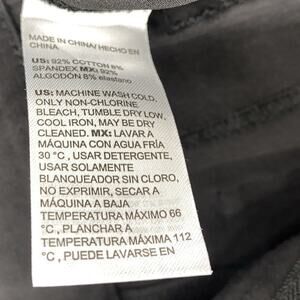 MADE IN CHINA/ HECHO EN
CHINA
US: 92% COTTON 8%
SPANDEX MX: 92%
ALGODÓN 8% elastano
US: MACHINE WASH COLD,
ONLY NON-CHLORINE
BLEACH, TUMBLE DRY LOW,
COOL IRON, MAY BE DRY
CLEANED. MX: LAVAR A
MÁQUINA CON AGUA FRÍA
30 °C , USAR DETERGENTE,
USAR SOLAMENTE
BLANQUEADOR SIN CLORO,
NO EXPRIMIR, SECAR A
MÁQUINA A BAJA
TEMPERATURA MÁXIMO 66
°C , PLANCHAR A
TEMPERATURA MÁXIMA 112
°C , PUEDE LAVARSE EN